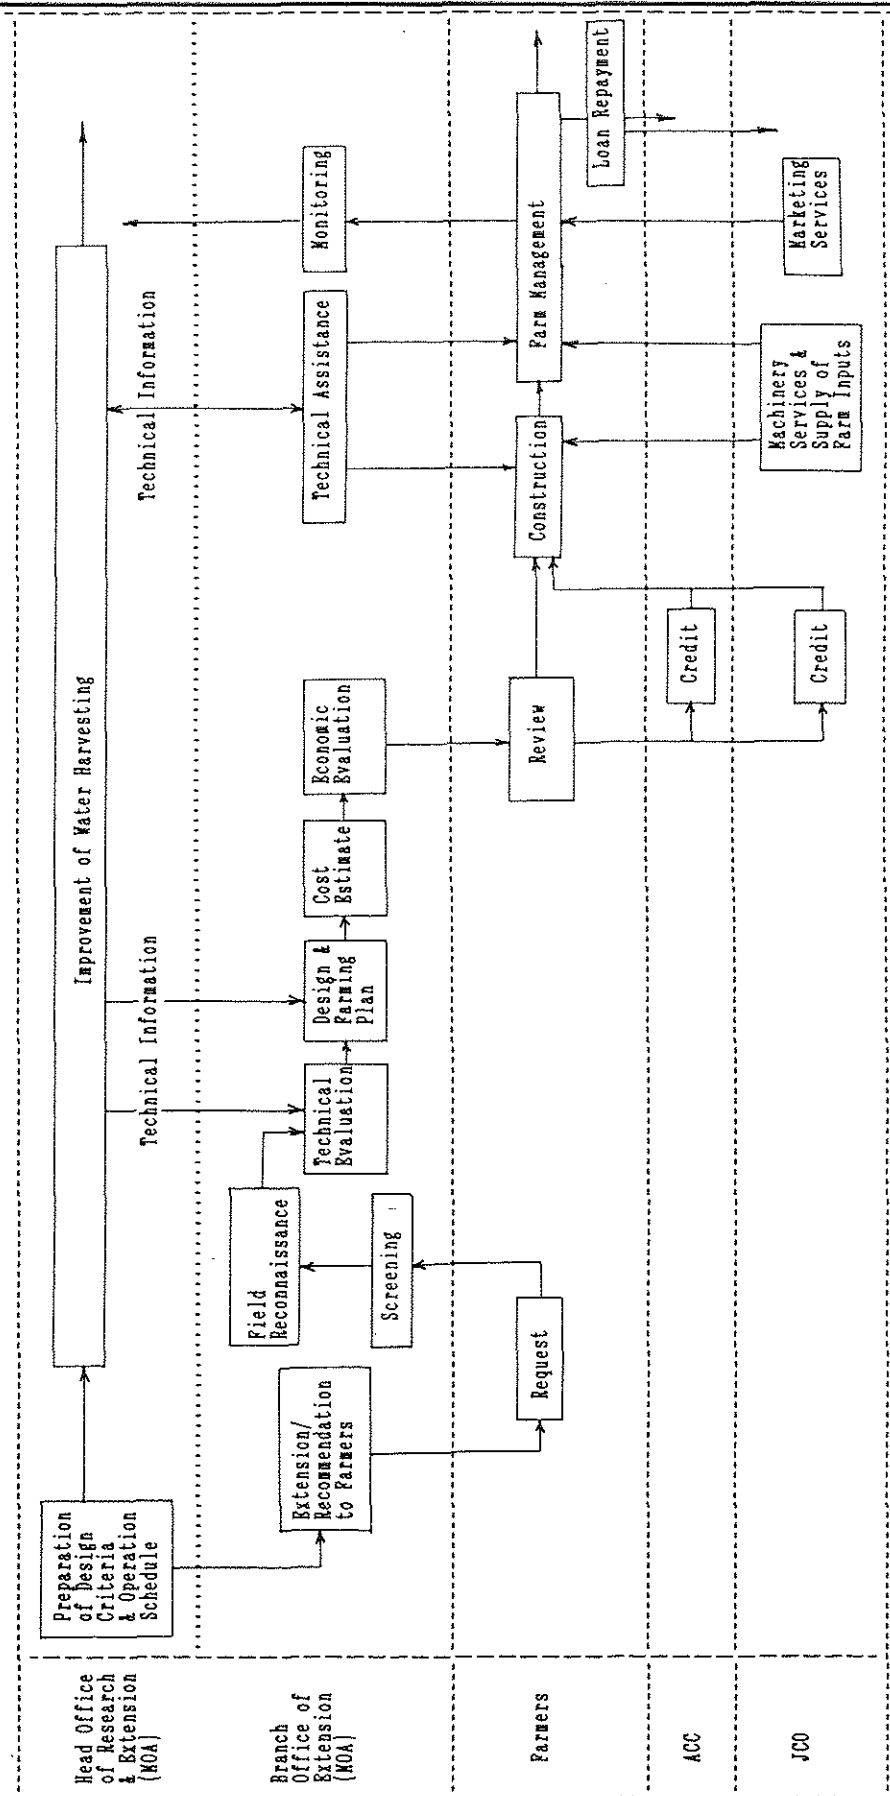 Head Office
of Research
& Extension
(MOA)
Preparation
of Design
Criteria
& Operation
Schedule
Improvement of Water Harvesting
Technical Information
Technical Information
Branch
Office of
Extension
(MOA)
Extension/
Recommendation
to Farmers
Field
Reconnaissance
Screening
Technical
Evaluation
Design &
Farming
Plan
Cost
Estimate
Economic
Evaluation
Technical Assistance
Monitoring
Farmers
Request
Review
Construction
Farm Management
Loan Repayment
ACC
Credit
JCO
Credit
Machinery
Services &
Supply of
Farm Inputs
Marketing
Services